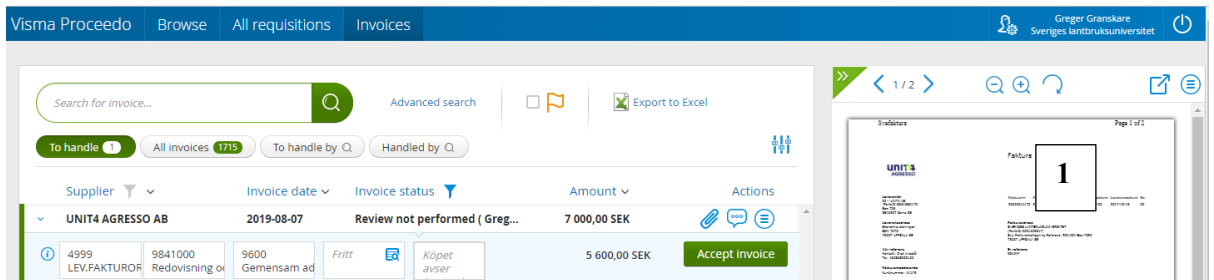 Visma Proceedo Browse All requisitions Invoices
Greger Granskare
Sveriges lantbruksuniversitet
Search for invoice...
Advanced search
Export to Excel
1 / 2
To handle 1 All invoices 1715 To handle by Handled by
Supplier Invoice date Invoice status Amount Actions
UNIT4 AGRESSO AB 2019-08-07 Review not performed ( Greg... 7 000,00 SEK
4999 9841000 9600 Fritt Köpet
LEV.FAKTUROR Redovisning o Gemensam ad avser
5 600,00 SEK Accept invoice
Svefaktura Page 1 of 2
UNIT4
AGRESSO
Faktura
1